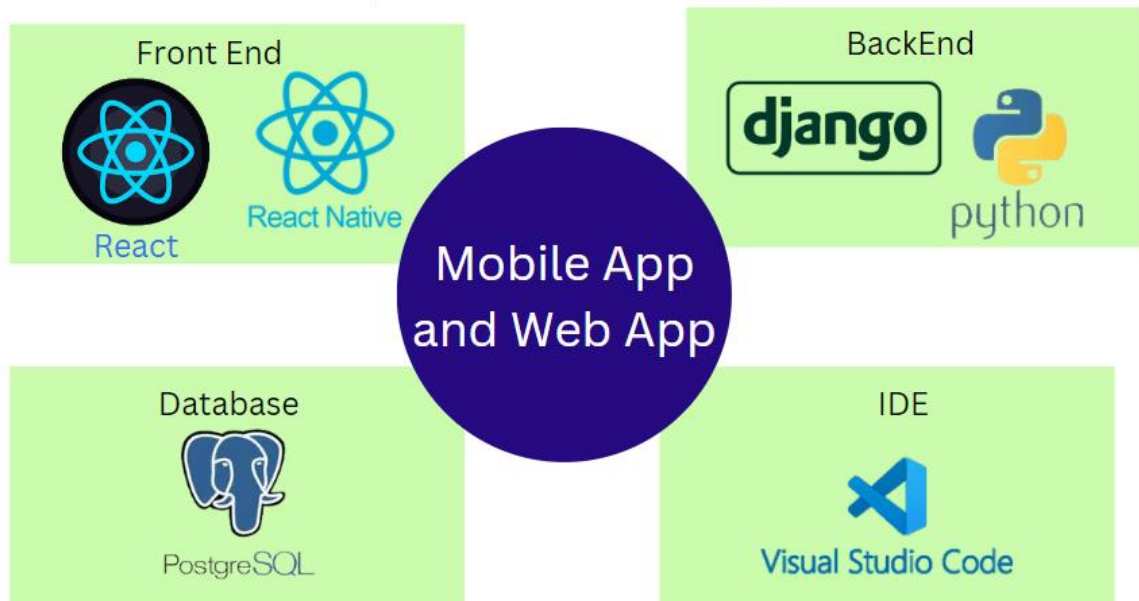 Front End
React
React Native
BackEnd
django
python
Mobile App
and Web App
Database
PostgreSQL
IDE
Visual Studio Code